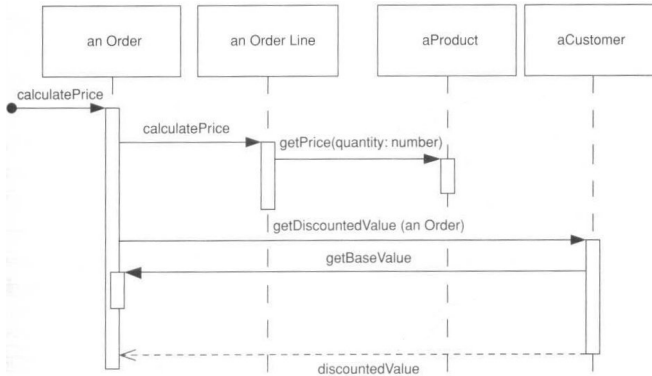 an Order
an Order Line
aProduct
aCustomer
calculatePrice
calculatePrice
getPrice(quantity: number)
getDiscountedValue (an Order)
getBaseValue
discountedValue